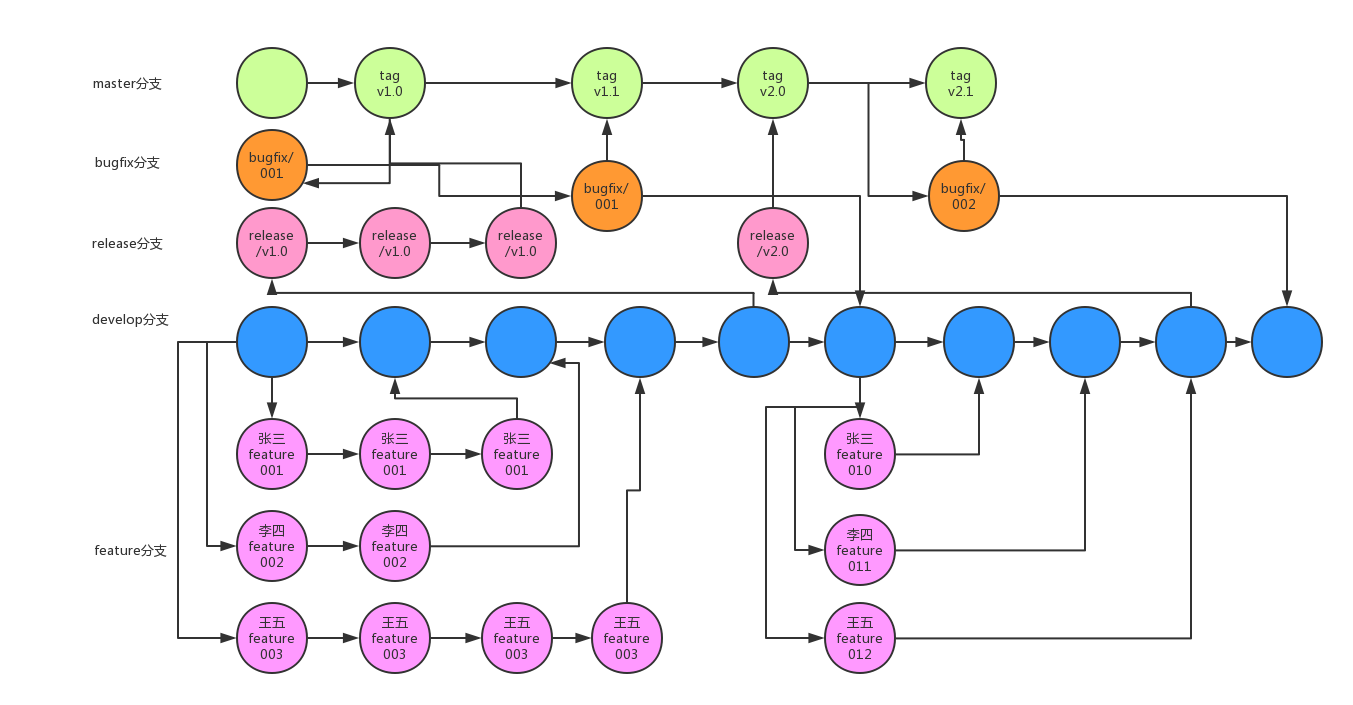 master分支
tag
v1.0
tag
v1.1
tag
v2.0
tag
v2.1
bugfix分支
bugfix/
001
bugfix/
001
bugfix/
002
release分支
release
/v1.0
release
/v1.0
release
/v1.0
release
/v2.0
develop分支
张三
feature
001
张三
feature
001
张三
feature
001
张三
feature
010
feature分支
李四
feature
002
李四
feature
002
李四
feature
011
王五
feature
003
王五
feature
003
王五
feature
003
王五
feature
003
王五
feature
012